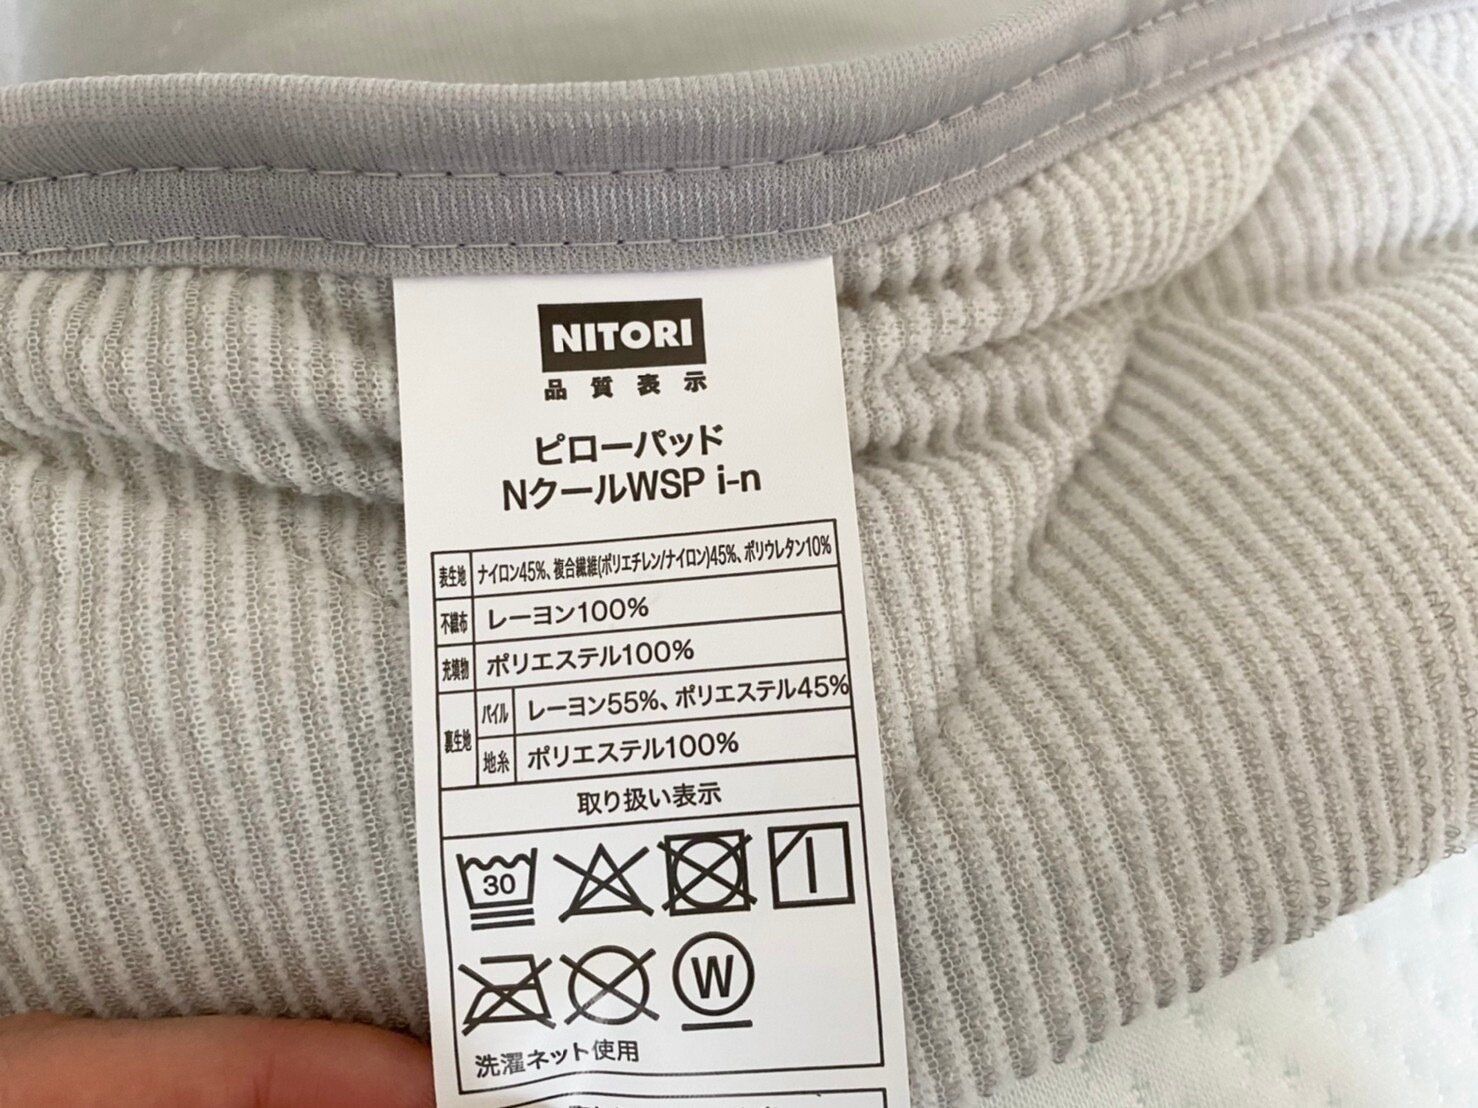 NITORI
品質表示
ピローパッド
NクールWSP i-n
表生地 ナイロン45%、複合繊維(ポリエチレン/ナイロン)45%、ポリウレタン10%
不織布 レーヨン100%
充填物 ポリエステル100%
裏生地 パイル レーヨン55%、ポリエステル45%
地糸 ポリエステル100%
取り扱い表示
30
W
洗濯ネット使用